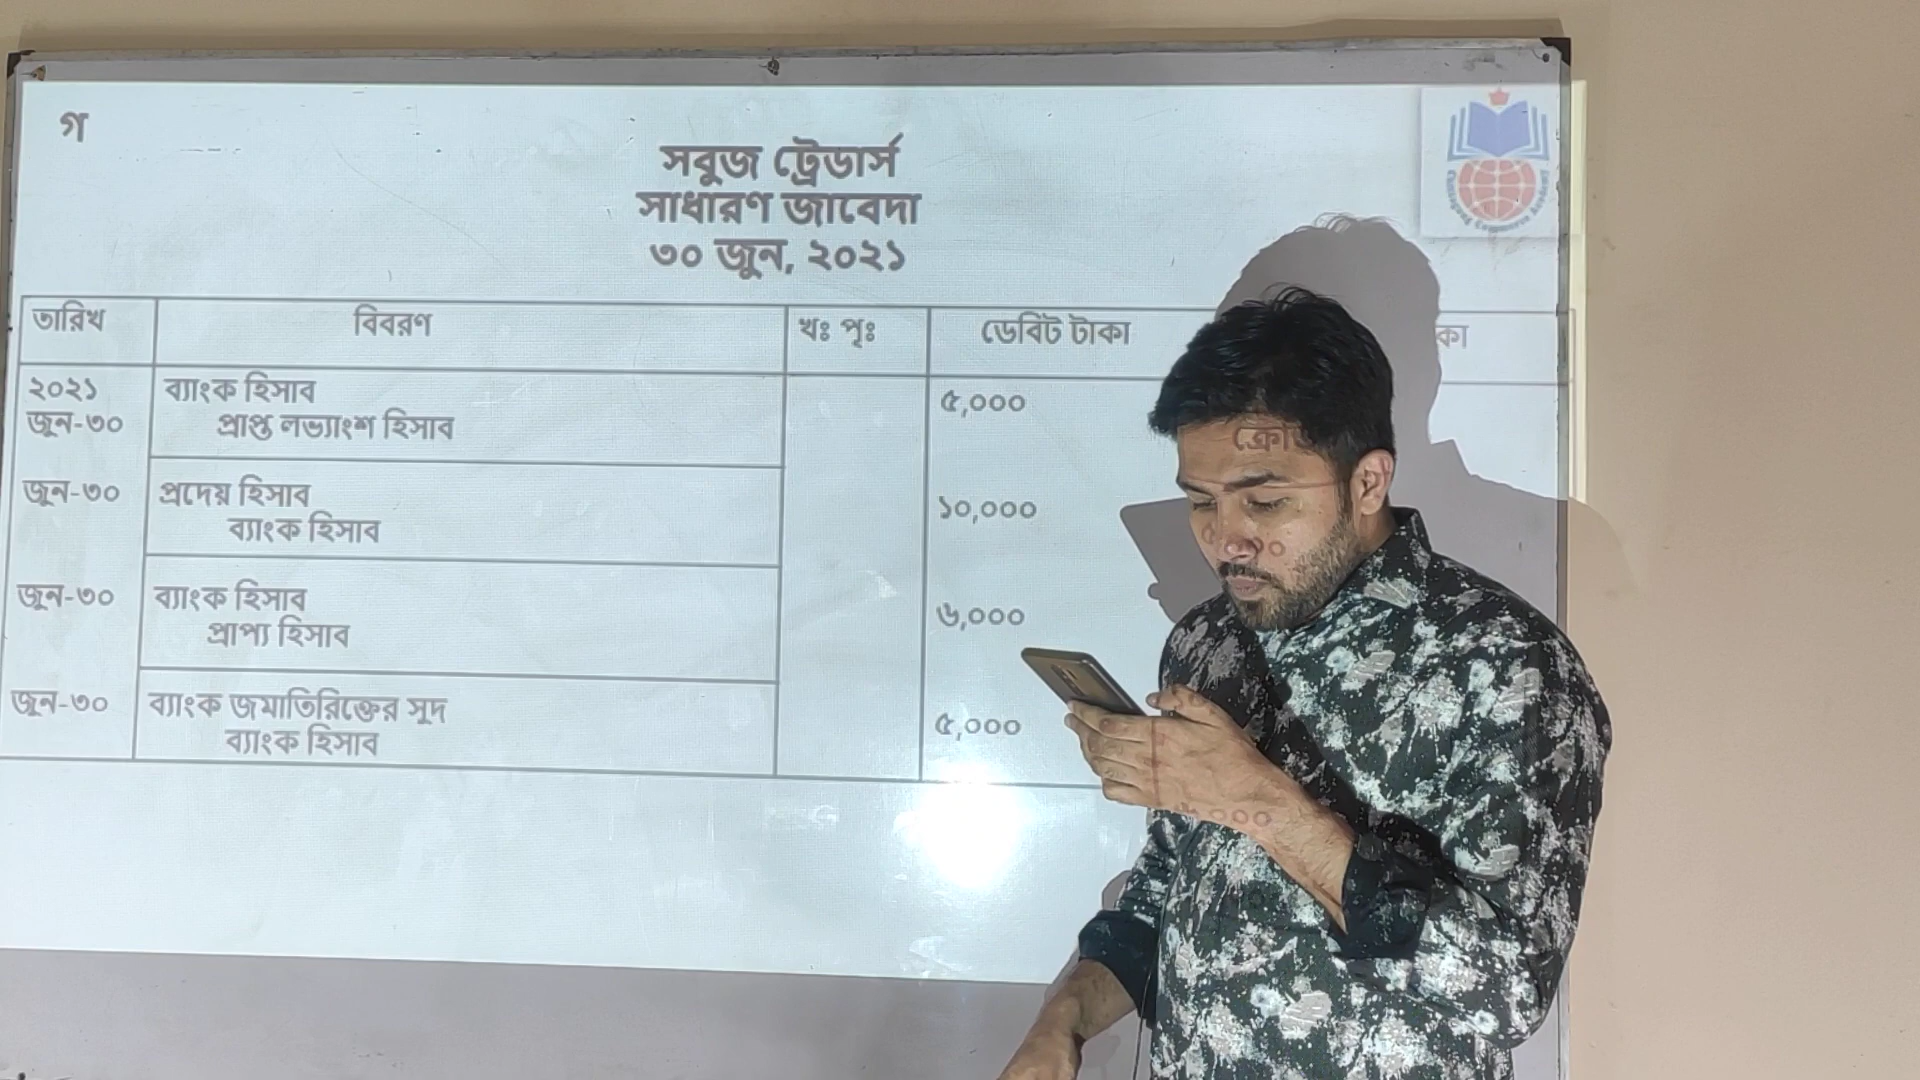 গ
সবুজ ট্রেডার্স
সাধারণ জাবেদা
৩০ জুন, ২০২১
তারিখ বিবরণ খঃ পৃঃ ডেবিট টাকা
২০২১ ব্যাংক হিসাব ৫,০০০
জুন-৩০ প্রাপ্ত লভ্যাংশ হিসাব
জুন-৩০ প্রদেয় হিসাব ১০,০০০
ব্যাংক হিসাব
জুন-৩০ ব্যাংক হিসাব ৬,০০০
প্রাপ্য হিসাব
জুন-৩০ ব্যাংক জমাতিরিক্তের সুদ ৫,০০০
ব্যাংক হিসাব